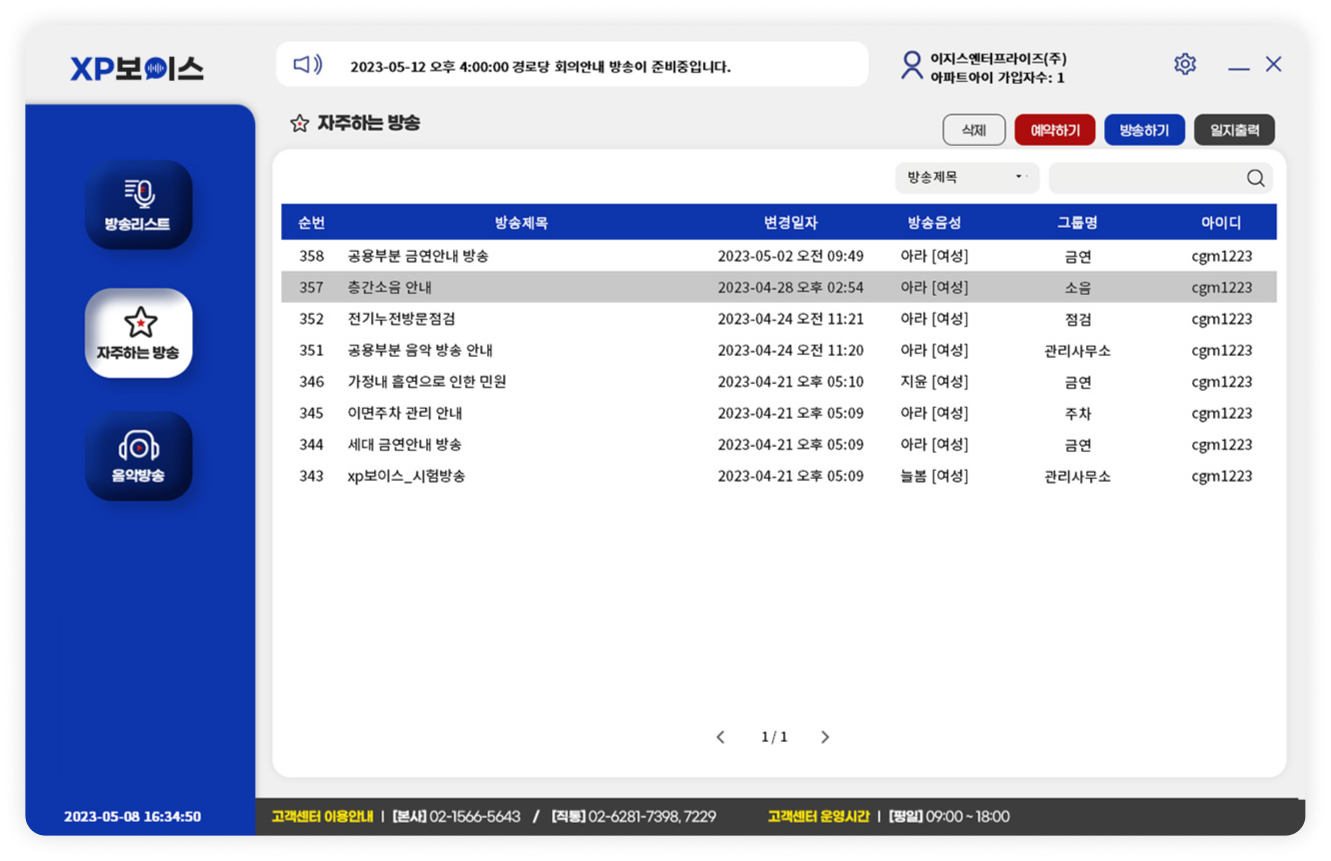 XP보이스
2023-05-12 오후 4:00:00 경로당 회의안내 방송이 준비중입니다.
이지스엔터프라이즈(주)
아파트아이 가입자수: 1
자주하는 방송
삭제 예약하기 방송하기 일지출력
방송리스트
자주하는 방송
음악방송
방송제목
순번 방송제목 변경일자 방송음성 그룹명 아이디
358 공용부분 금연안내 방송 2023-05-02 오전 09:49 아라 [여성] 금연 cgm1223
357 층간소음 안내 2023-04-28 오후 02:54 아라 [여성] 소음 cgm1223
352 전기누전방문점검 2023-04-24 오전 11:21 아라 [여성] 점검 cgm1223
351 공용부분 음악 방송 안내 2023-04-24 오전 11:20 아라 [여성] 관리사무소 cgm1223
346 가정내 흡연으로 인한 민원 2023-04-21 오후 05:10 지윤 [여성] 금연 cgm1223
345 이면주차 관리 안내 2023-04-21 오후 05:09 아라 [여성] 주차 cgm1223
344 세대 금연안내 방송 2023-04-21 오후 05:09 아라 [여성] 금연 cgm1223
343 xp보이스_시험방송 2023-04-21 오후 05:09 늘봄 [여성] 관리사무소 cgm1223
1/1
2023-05-08 16:34:50
고객센터 이용안내 | [본사] 02-1566-5643 / [직통] 02-6281-7398, 7229 고객센터 운영시간 | [평일] 09:00 ~ 18:00